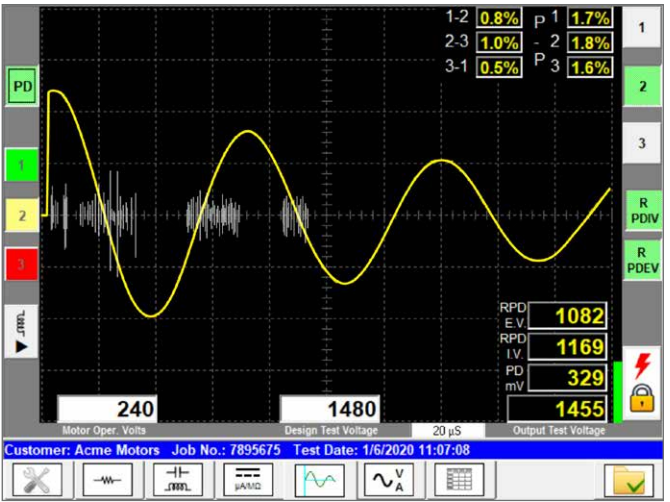 1-2 0.8% P 1 1.7%
2-3 1.0% - 2 1.8%
3-1 0.5% P 3 1.6%
1
PD
2
3
1
2
R
PDIV
3
R
PDEV
RPD
E.V. 1082
RPD
I.V. 1169
PD
mV 329
240 1480 1455
Motor Oper. Volts Design Test Voltage 20 µS Output Test Voltage
Customer: Acme Motors Job No.: 7895675 Test Date: 1/6/2020 11:07:08
µA/MΩ
V
A